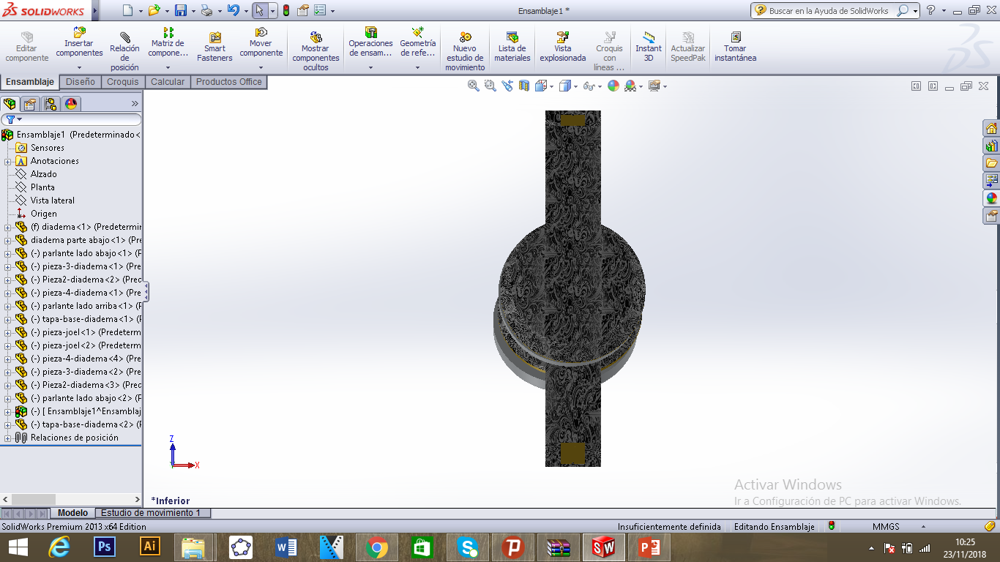 SOLIDWORKS
Ensamblaje1 *
Buscar en la Ayuda de SolidWorks
Editar componente
Insertar componentes
Relación de posición
Matriz de compone...
Smart Fasteners
Mover componente
Mostrar componentes ocultos
Operaciones de ensam...
Geometría de refe...
Nuevo estudio de movimiento
Lista de materiales
Vista explosionada
Croquis con líneas ...
Instant 3D
Actualizar SpeedPak
Tomar instantánea
Ensamblaje Diseño Croquis Calcular Productos Office
Ensamblaje1 (Predeterminado<
Sensores
Anotaciones
Alzado
Planta
Vista lateral
Origen
(f) diadema<1> (Predetermin
diadema parte abajo<1> (Pre
(-) parlante lado abajo<1> (P
(-) pieza-3-diadema<1> (Prec
(-) Pieza2-diadema<2> (Prec
(-) pieza-4-diadema<1> (Pre
(-) parlante lado arriba<1> (F
(-) tapa-base-diadema<1> (F
(-) pieza-joel<1> (Predeterm
(-) pieza-joel<2> (Predeterm
(-) pieza-4-diadema<4> (Pre
(-) pieza-3-diadema<2> (Prec
(-) Pieza2-diadema<3> (Prec
(-) parlante lado abajo<2> (P
(-) [ Ensamblaje1^Ensamblaj
(-) tapa-base-diadema<2> (F
Relaciones de posición
Z
X
*Inferior
Activar Windows
Ir a Configuración de PC para activar Windows.
Modelo Estudio de movimiento 1
SolidWorks Premium 2013 x64 Edition
Insuficientemente definida Editando Ensamblaje MMGS
Ps Ai W S P SW P
10:25
23/11/2018